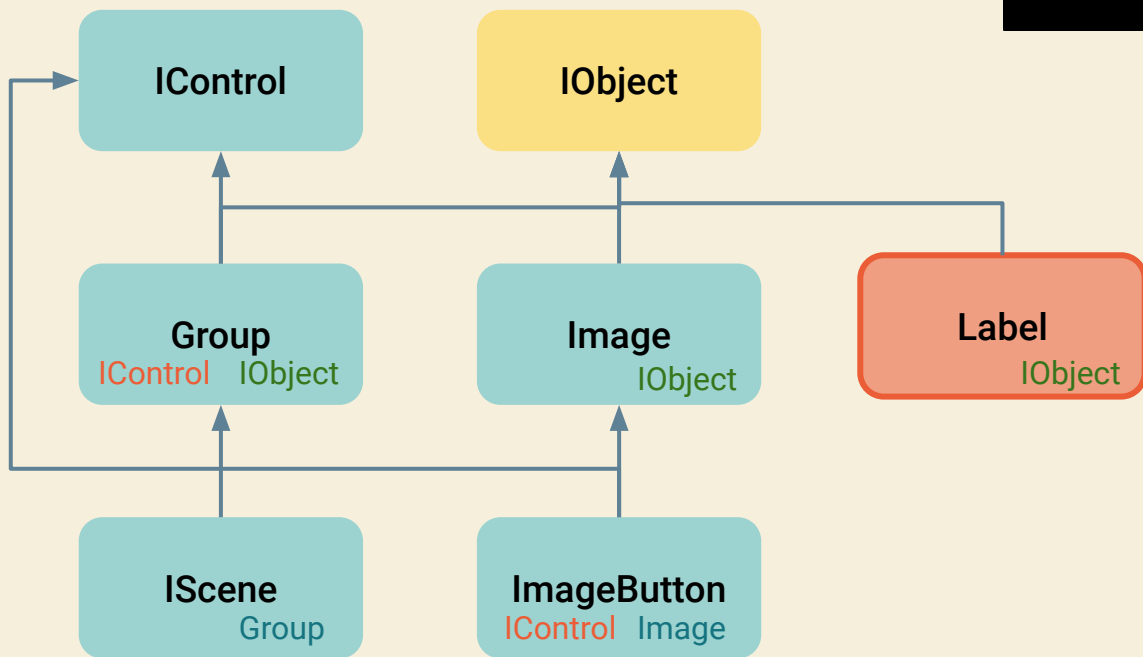 IControl
IObject
Group
IControl IObject
Image
IObject
Label
IObject
IScene
Group
ImageButton
IControl Image